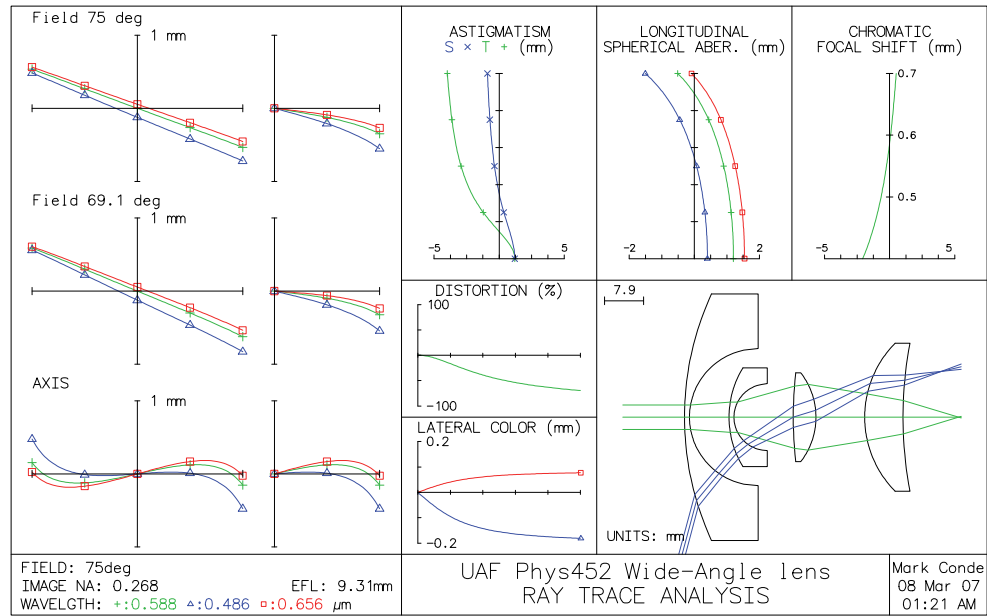 Field 75 deg
1 mm
Field 69.1 deg
1 mm
AXIS
1 mm
ASTIGMATISM
S × T + (mm)
-5
5
LONGITUDINAL
SPHERICAL ABER. (mm)
-2
2
CHROMATIC
FOCAL SHIFT (mm)
0.7
0.6
0.5
-5
5
DISTORTION (%)
100
-100
LATERAL COLOR (mm)
0.2
-0.2
7.9
UNITS: mm
FIELD: 75deg
IMAGE NA: 0.268 EFL: 9.31mm
WAVELGTH: +:0.588 △:0.486 □:0.656 µm
UAF Phys452 Wide-Angle lens
RAY TRACE ANALYSIS
Mark Conde
08 Mar 07
01:21 AM